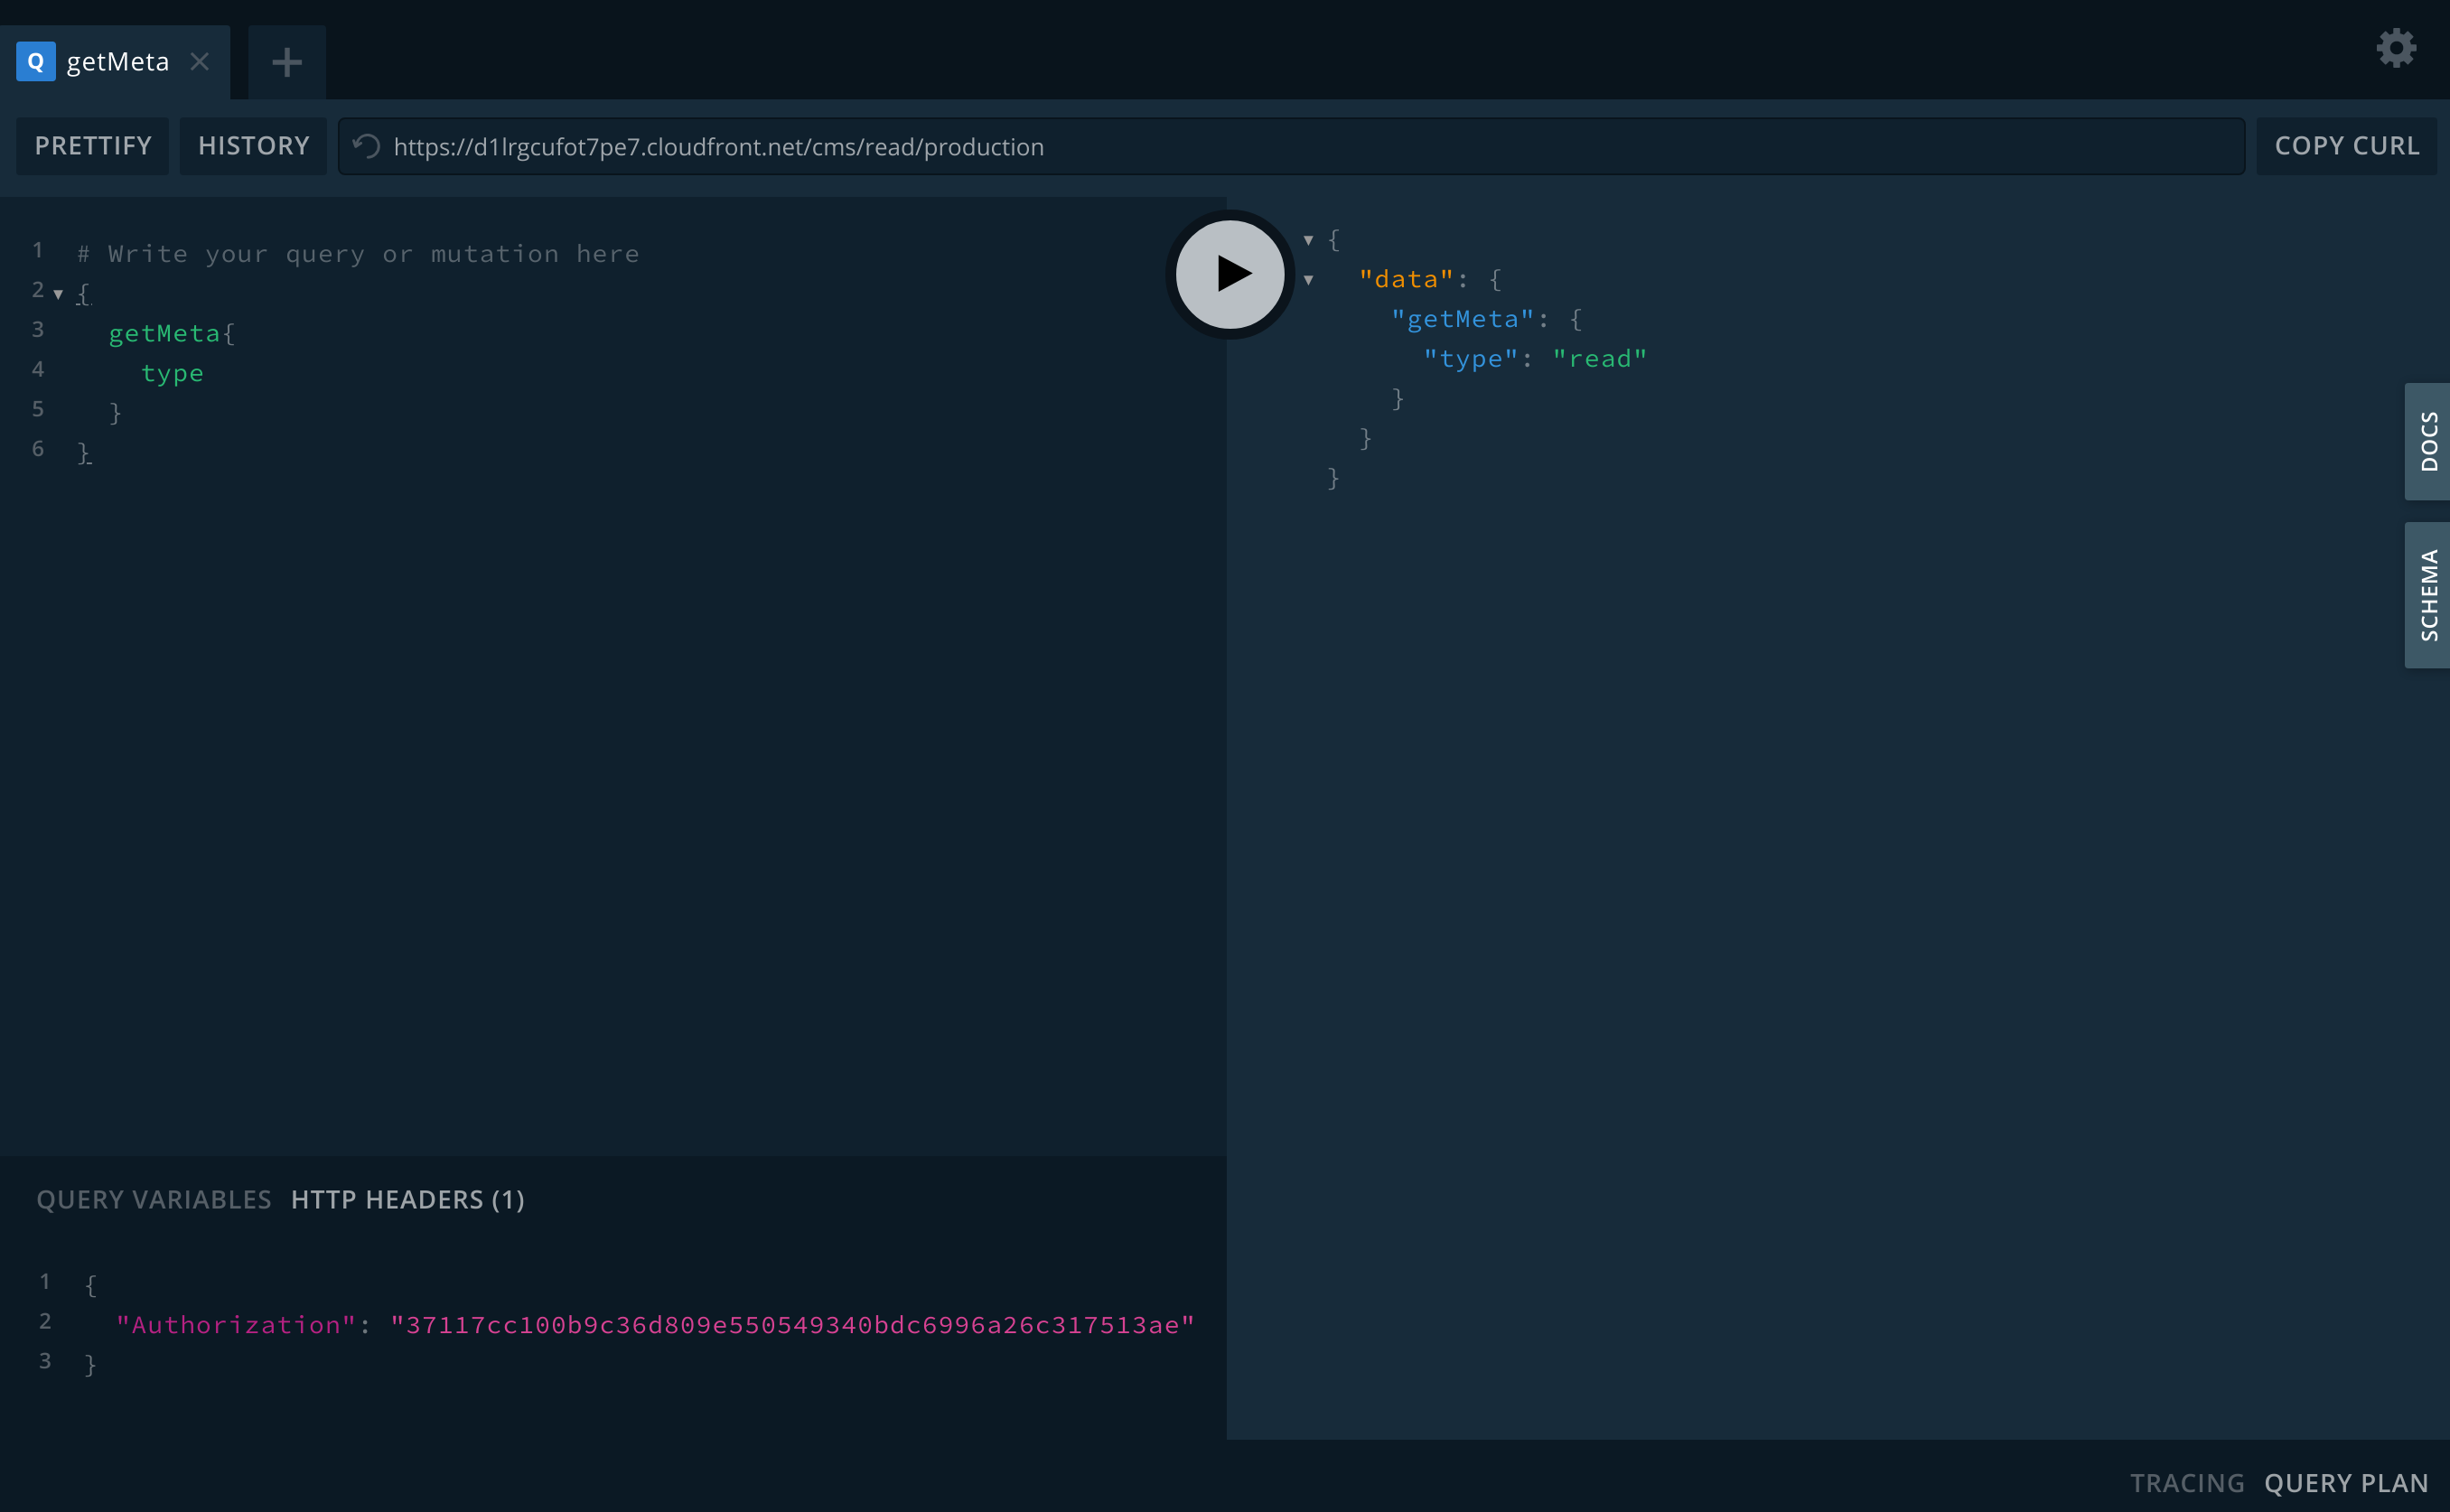 Q getMeta
PRETTIFY HISTORY https://d1lrgcufot7pe7.cloudfront.net/cms/read/production COPY CURL
1 # Write your query or mutation here
2 {
3 getMeta{
4 type
5 }
6 }
{
"data": {
"getMeta": {
"type": "read"
}
}
}
DOCS
SCHEMA
QUERY VARIABLES HTTP HEADERS (1)
1 {
2 "Authorization": "37117cc100b9c36d809e550549340bdc6996a26c317513ae"
3 }
TRACING QUERY PLAN